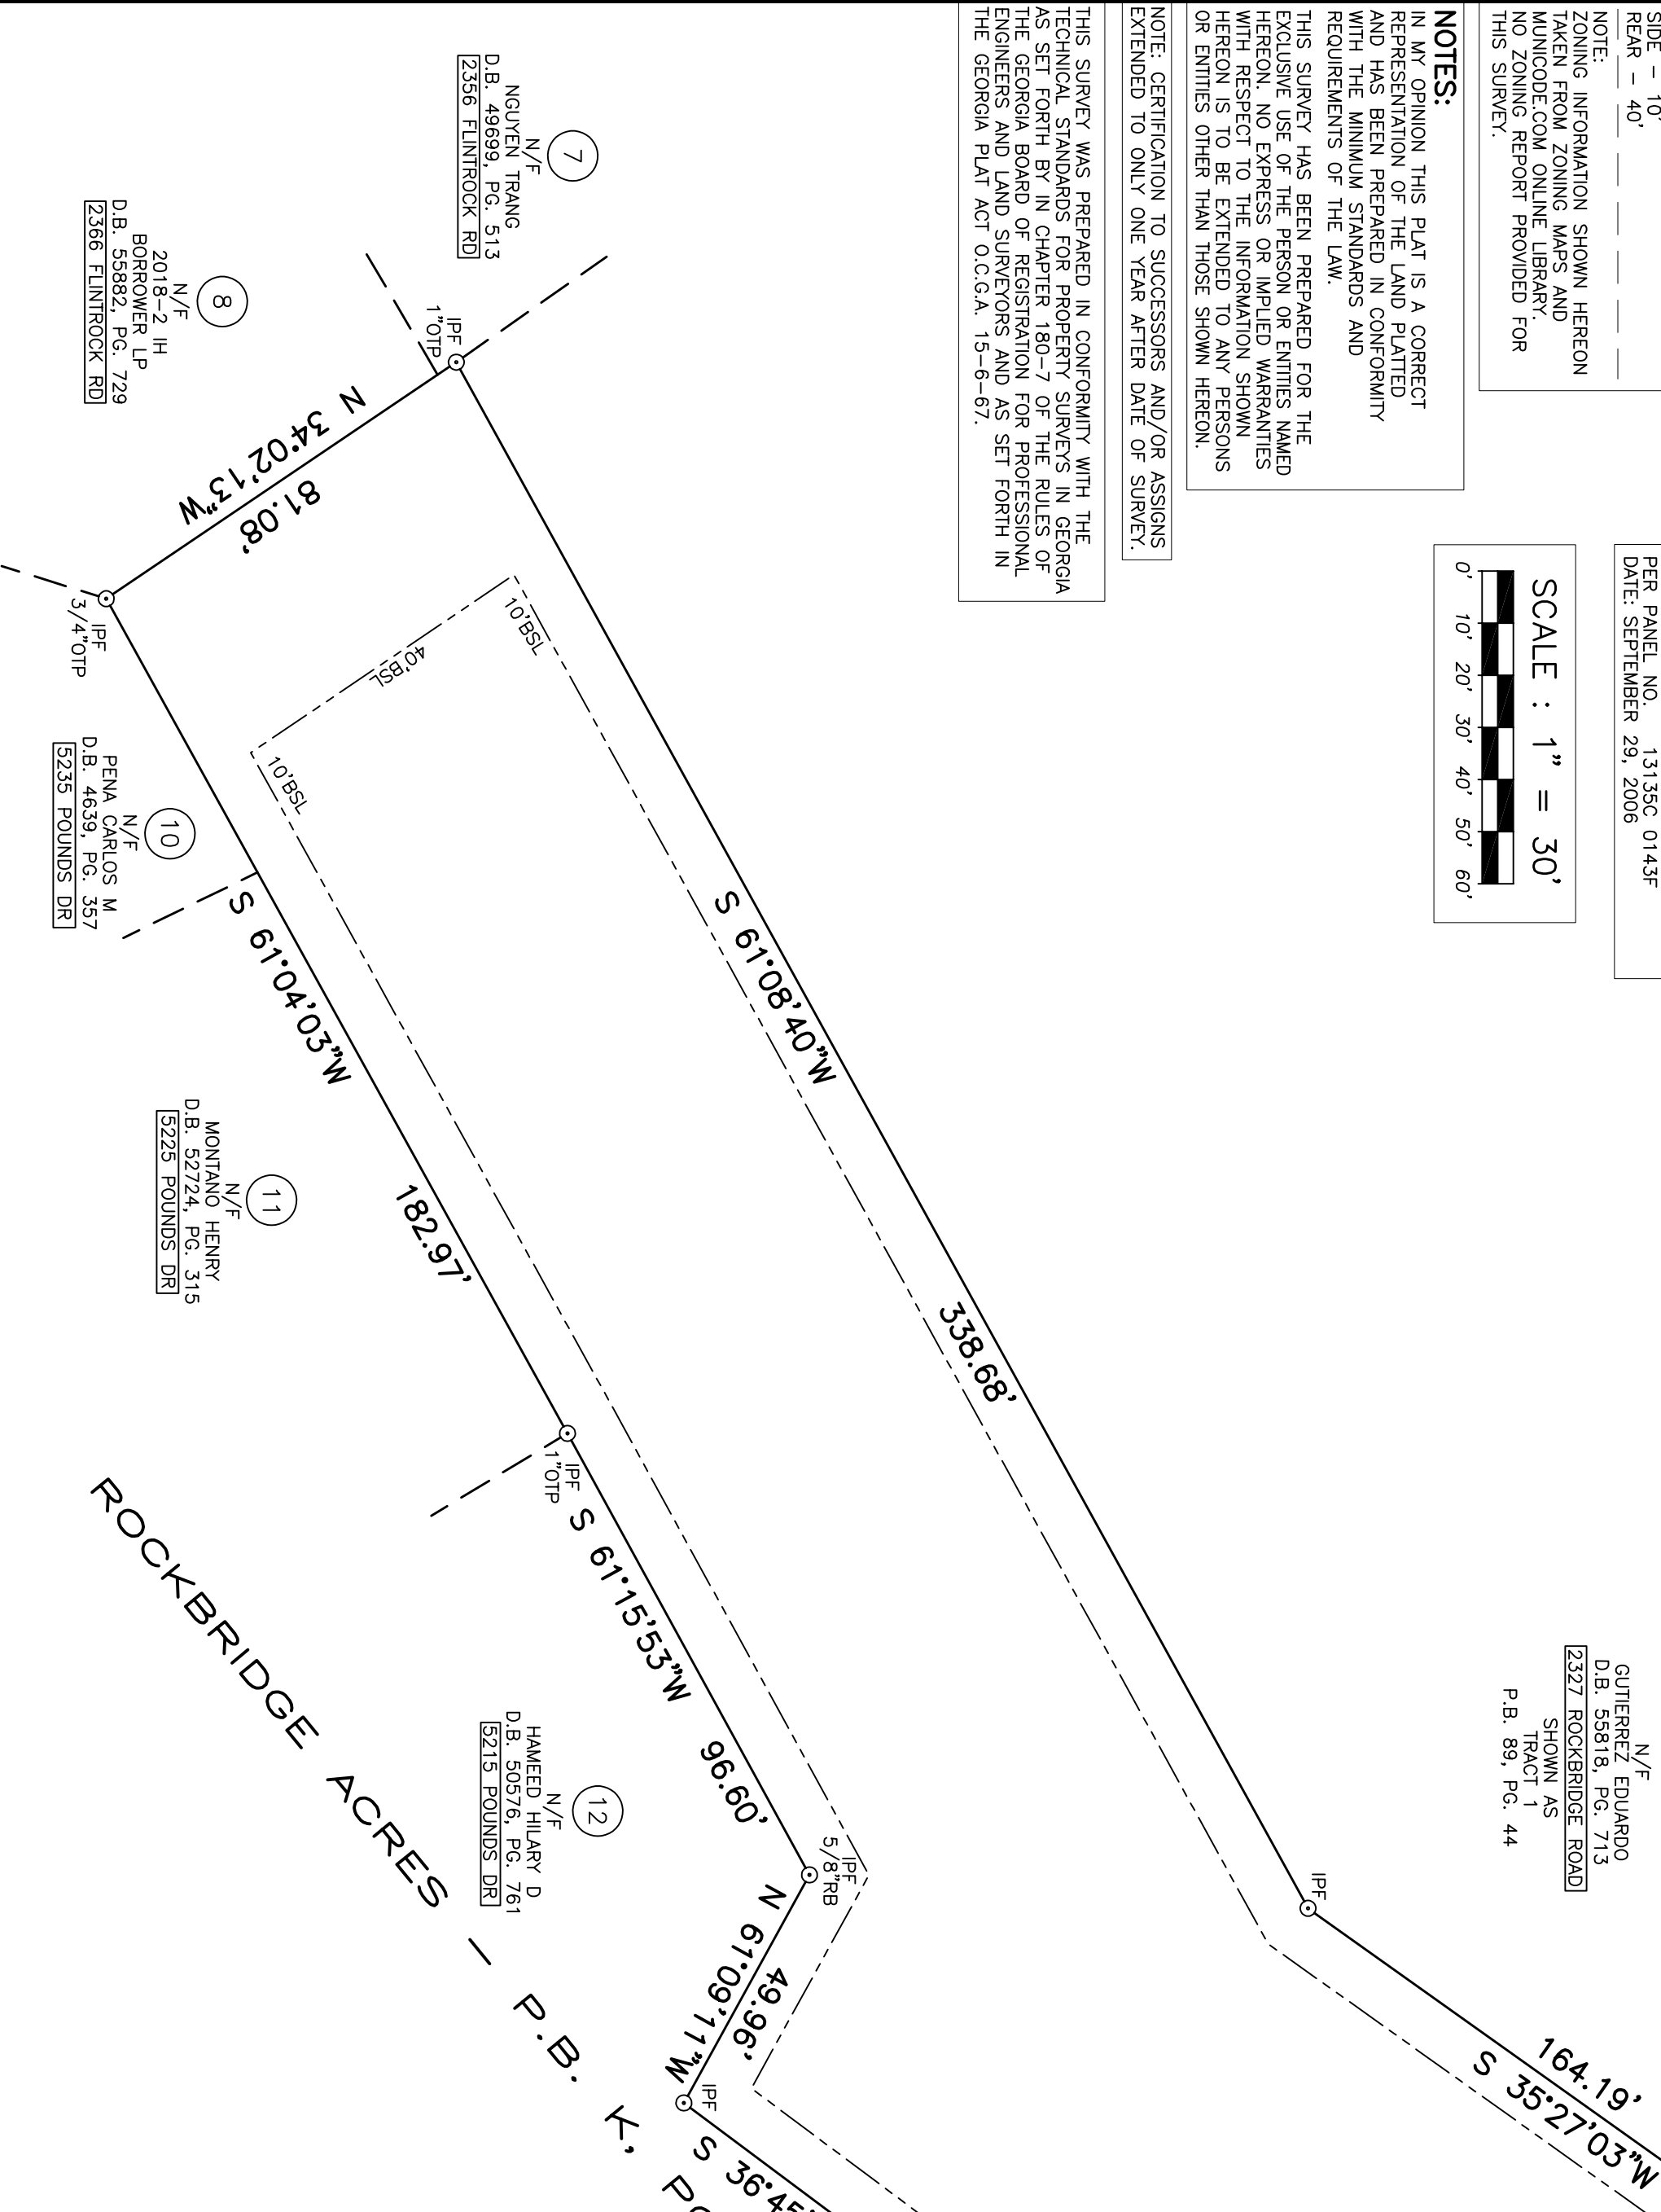 SIDE - 10'
REAR - 40'
NOTE:
ZONING INFORMATION SHOWN HEREON
TAKEN FROM ZONING MAPS AND
MUNICODE.COM ONLINE LIBRARY.
NO ZONING REPORT PROVIDED FOR
THIS SURVEY.
PER PANEL NO. 13135C 0143F
DATE: SEPTEMBER 29, 2006
SCALE : 1" = 30'
0' 10' 20' 30' 40' 50' 60'
NOTES:
IN MY OPINION THIS PLAT IS A CORRECT
REPRESENTATION OF THE LAND PLATTED
AND HAS BEEN PREPARED IN CONFORMITY
WITH THE MINIMUM STANDARDS AND
REQUIREMENTS OF THE LAW.
THIS SURVEY HAS BEEN PREPARED FOR THE
EXCLUSIVE USE OF THE PERSON OR ENTITIES NAMED
HEREON. NO EXPRESS OR IMPLIED WARRANTIES
WITH RESPECT TO THE INFORMATION SHOWN
HEREON IS TO BE EXTENDED TO ANY PERSONS
OR ENTITIES OTHER THAN THOSE SHOWN HEREON.
NOTE: CERTIFICATION TO SUCCESSORS AND/OR ASSIGNS
EXTENDED TO ONLY ONE YEAR AFTER DATE OF SURVEY.
THIS SURVEY WAS PREPARED IN CONFORMITY WITH THE
TECHNICAL STANDARDS FOR PROPERTY SURVEYS IN GEORGIA
AS SET FORTH BY IN CHAPTER 180-7 OF THE RULES OF
THE GEORGIA BOARD OF REGISTRATION FOR PROFESSIONAL
ENGINEERS AND LAND SURVEYORS AND AS SET FORTH IN
THE GEORGIA PLAT ACT O.C.G.A. 15-6-67.
N/F
GUTIERREZ EDUARDO
D.B. 55818, PG. 713
2327 ROCKBRIDGE ROAD
SHOWN AS
TRACT 1
P.B. 89, PG. 44
164.19'
S 35°27'03"W
IPF
S 61°08'40"W
338.68'
7
N/F
NGUYEN TRANG
D.B. 49699, PG. 513
2356 FLINTROCK RD
IPF
1"OTP
10'BSL
40'BSL
10'BSL
8
N/F
2018-2 IH
BORROWER LP
D.B. 55882, PG. 729
2366 FLINTROCK RD
N 34°02'13"W
81.08'
IPF
3/4"OTP
10
N/F
PENA CARLOS M
D.B. 4639, PG. 357
5235 POUNDS DR
S 61°04'03"W
182.97'
11
N/F
MONTANO HENRY
D.B. 52724, PG. 315
5225 POUNDS DR
IPF
1"OTP
S 61°15'53"W
96.60'
IPF
5/8"RB
12
N/F
HAMEED HILARY D
D.B. 50576, PG. 761
5215 POUNDS DR
49.96'
N 61°09'11"W
IPF
S 36°45'
ROCKBRIDGE ACRES - P.B. K, PG